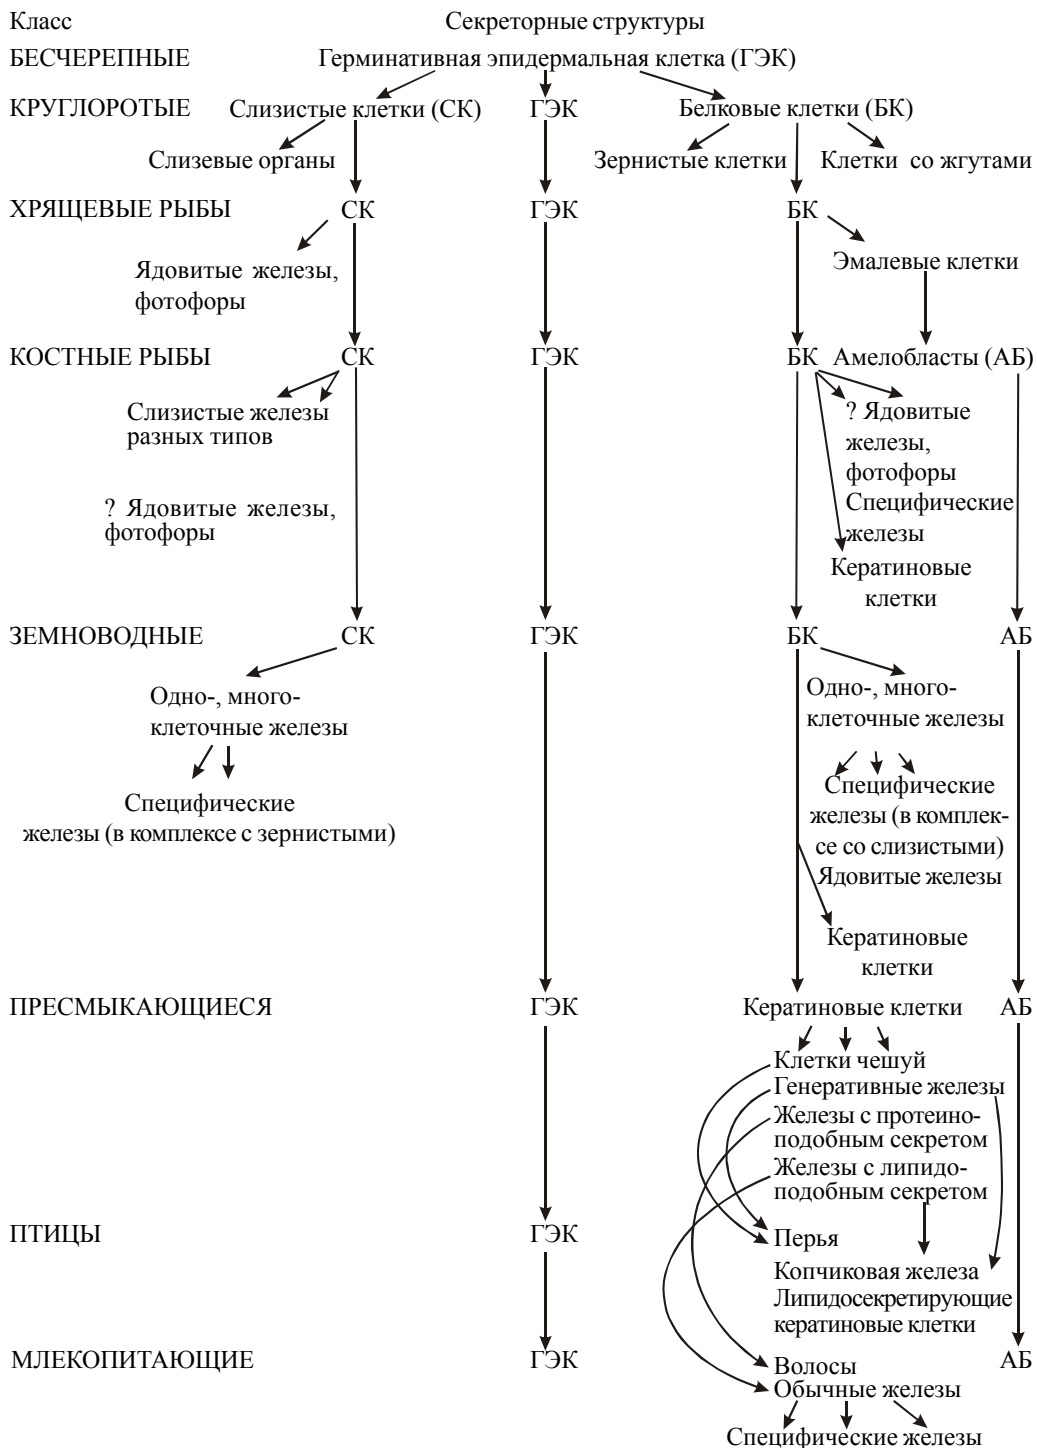 Класс Секреторные структуры
БЕСЧЕРЕПНЫЕ Герминативная эпидермальная клетка (ГЭК)
КРУГЛОРОТЫЕ Слизистые клетки (СК) ГЭК Белковые клетки (БК)
Слизевые органы Зернистые клетки Клетки со жгутами
ХРЯЩЕВЫЕ РЫБЫ СК ГЭК БК
Эмалевые клетки
Ядовитые железы,
фотофоры
КОСТНЫЕ РЫБЫ СК ГЭК БК Амелобласты (АБ)
Слизистые железы
разных типов
? Ядовитые железы,
фотофоры
? Ядовитые
железы,
фотофоры
Специфические
железы
Кератиновые
клетки
ЗЕМНОВОДНЫЕ СК ГЭК БК АБ
Одно-, много-
клеточные железы
Специфические
железы (в комплексе с зернистыми)
Одно-, много-
клеточные железы
Специфические
железы (в комплек-
се со слизистыми)
Ядовитые железы
Кератиновые
клетки
ПРЕСМЫКАЮЩИЕСЯ ГЭК Кератиновые клетки АБ
Клетки чешуй
Генеративные железы
Железы с протеино-
подобным секретом
Железы с липидо-
подобным секретом
ПТИЦЫ ГЭК Перья
Копчиковая железа
Липидосекретирующие
кератиновые клетки
МЛЕКОПИТАЮЩИЕ ГЭК Волосы АБ
Обычные железы
Специфические железы